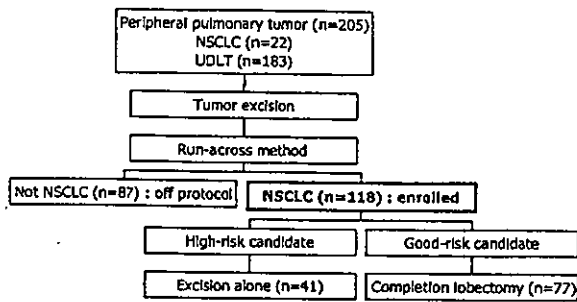 Peripheral pulmonary tumor (n=205)
NSCLC (n=22)
UDLT (n=183)
Tumor excision
Run-across method
Not NSCLC (n=87) : off protocol
NSCLC (n=118) : enrolled
High-risk candidate
Good-risk candidate
Excision alone (n=41)
Completion lobectomy (n=77)